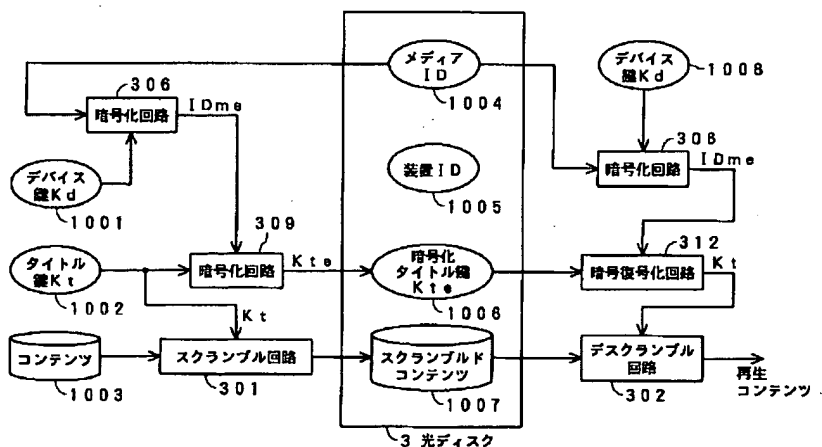 メディア
ID
1004
デバイス
鍵Kd
1008
306
暗号化回路
IDme
308
暗号化回路
IDme
デバイス
鍵Kd
1001
装置ID
1005
309
暗号化回路
Kte
312
暗号復号化回路
Kt
タイトル
鍵Kt
1002
暗号化
タイトル鍵
Kte
1006
Kt
コンテンツ
1003
スクランブル回路
301
スクランブルド
コンテンツ
1007
デスクランブル
回路
302
再生
コンテンツ
3 光ディスク